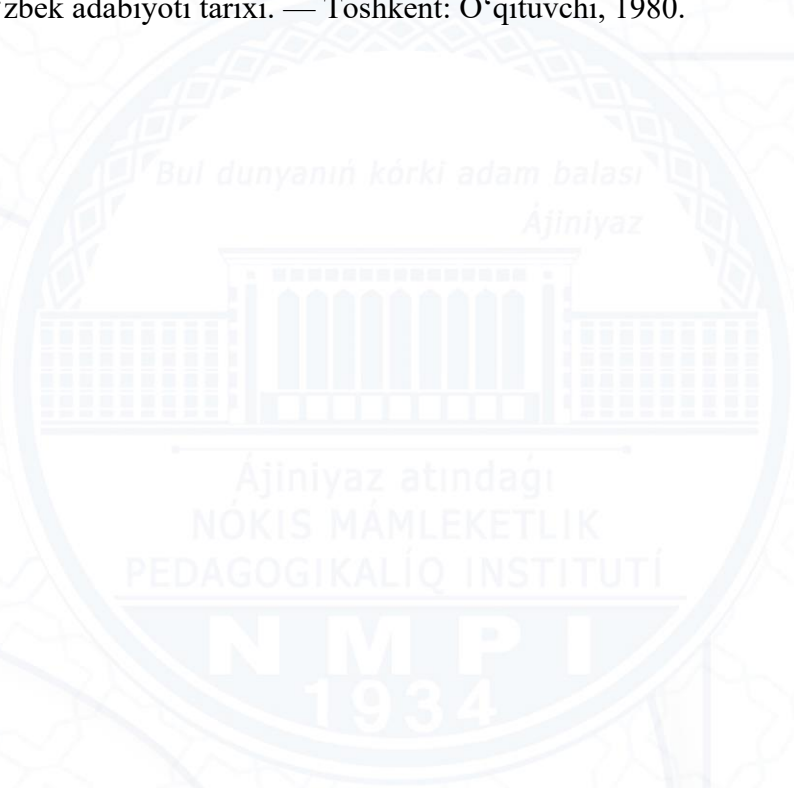 zbek adabiyoti tarixi. — Toshkent: Oʻqituvchi, 1980.
Bul dunyanıń kórki adam balası
Ájiniyaz
Ájiniyaz atındaǵı
NÓKIS MÁMLEKETLIK
PEDAGOGIKALÍQ INSTITUTÍ
NMPI
1934